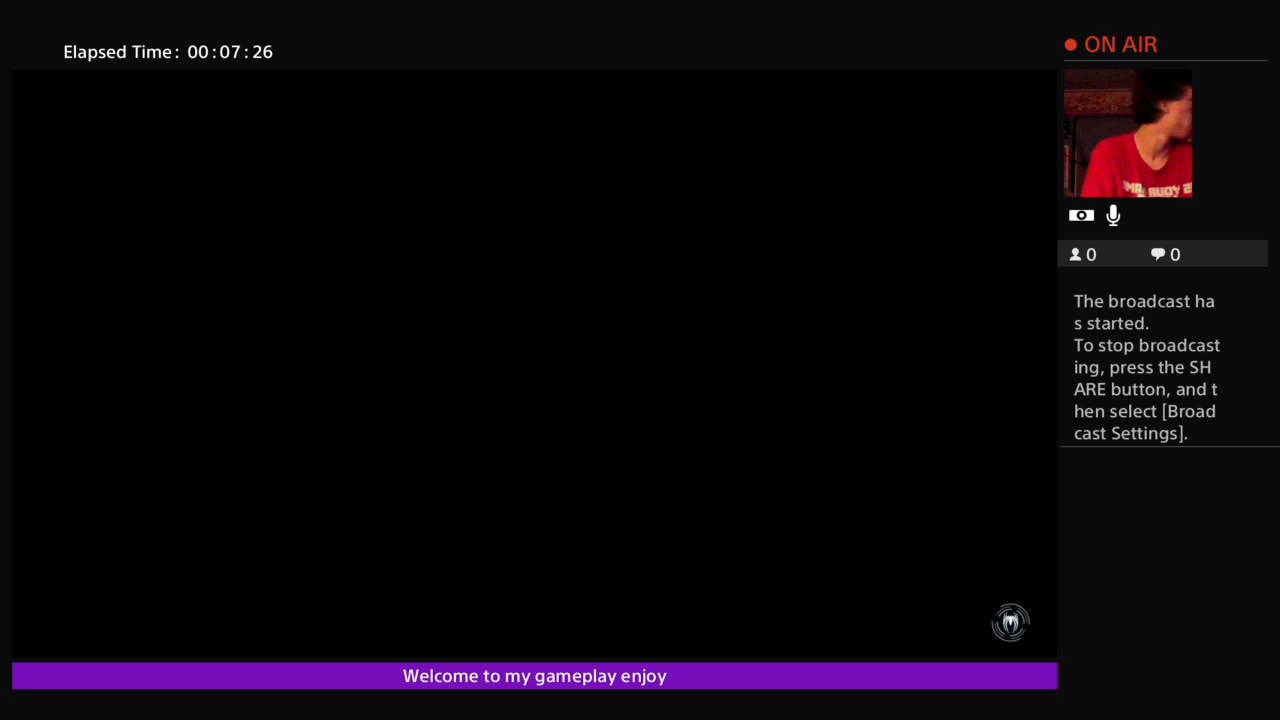 Elapsed Time: 00:07:26
ON AIR
0 0
The broadcast ha
s started.
To stop broadcast
ing, press the SH
ARE button, and t
hen select [Broad
cast Settings].
Welcome to my gameplay enjoy